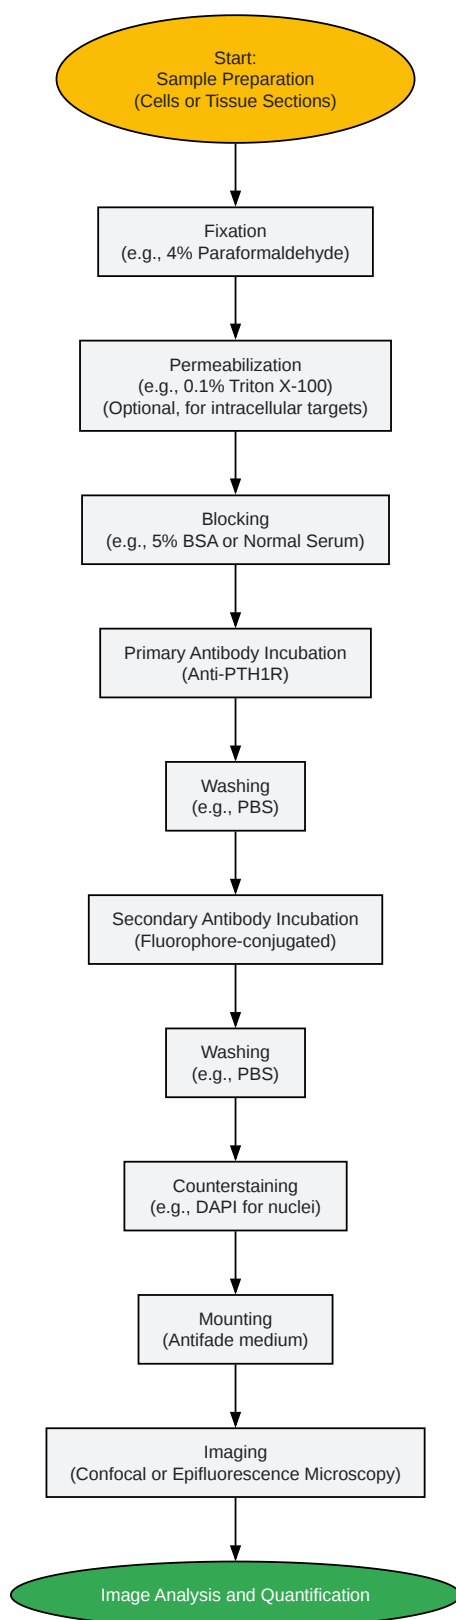 Start:
Sample Preparation
(Cells or Tissue Sections)
Fixation
(e.g., 4% Paraformaldehyde)
Permeabilization
(e.g., 0.1% Triton X-100)
(Optional, for intracellular targets)
Blocking
(e.g., 5% BSA or Normal Serum)
Primary Antibody Incubation
(Anti-PTH1R)
Washing
(e.g., PBS)
Secondary Antibody Incubation
(Fluorophore-conjugated)
Washing
(e.g., PBS)
Counterstaining
(e.g., DAPI for nuclei)
Mounting
(Antifade medium)
Imaging
(Confocal or Epifluorescence Microscopy)
Image Analysis and Quantification